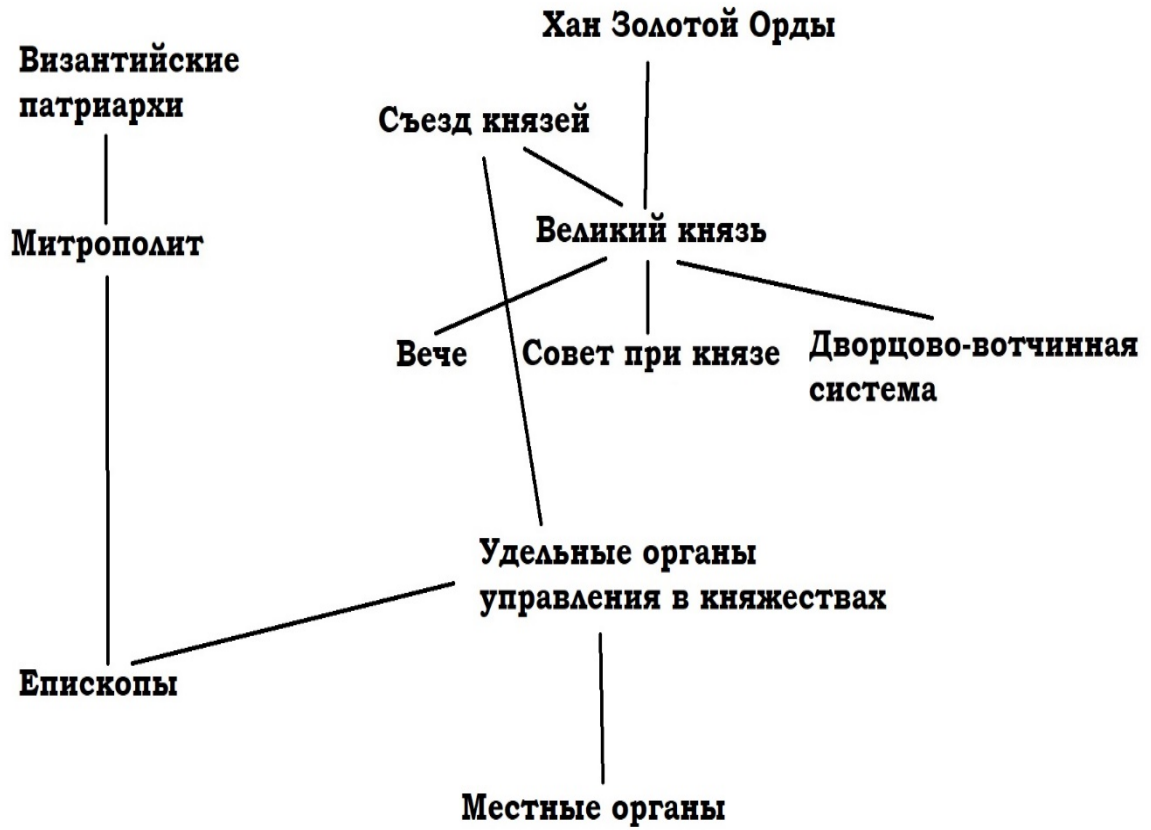 Хан Золотой Орды
Византийские
патриархи
Съезд князей
Митрополит
Великий князь
Вече
Совет при князе
Дворцово-вотчинная
система
Удельные органы
управления в княжествах
Епископы
Местные органы